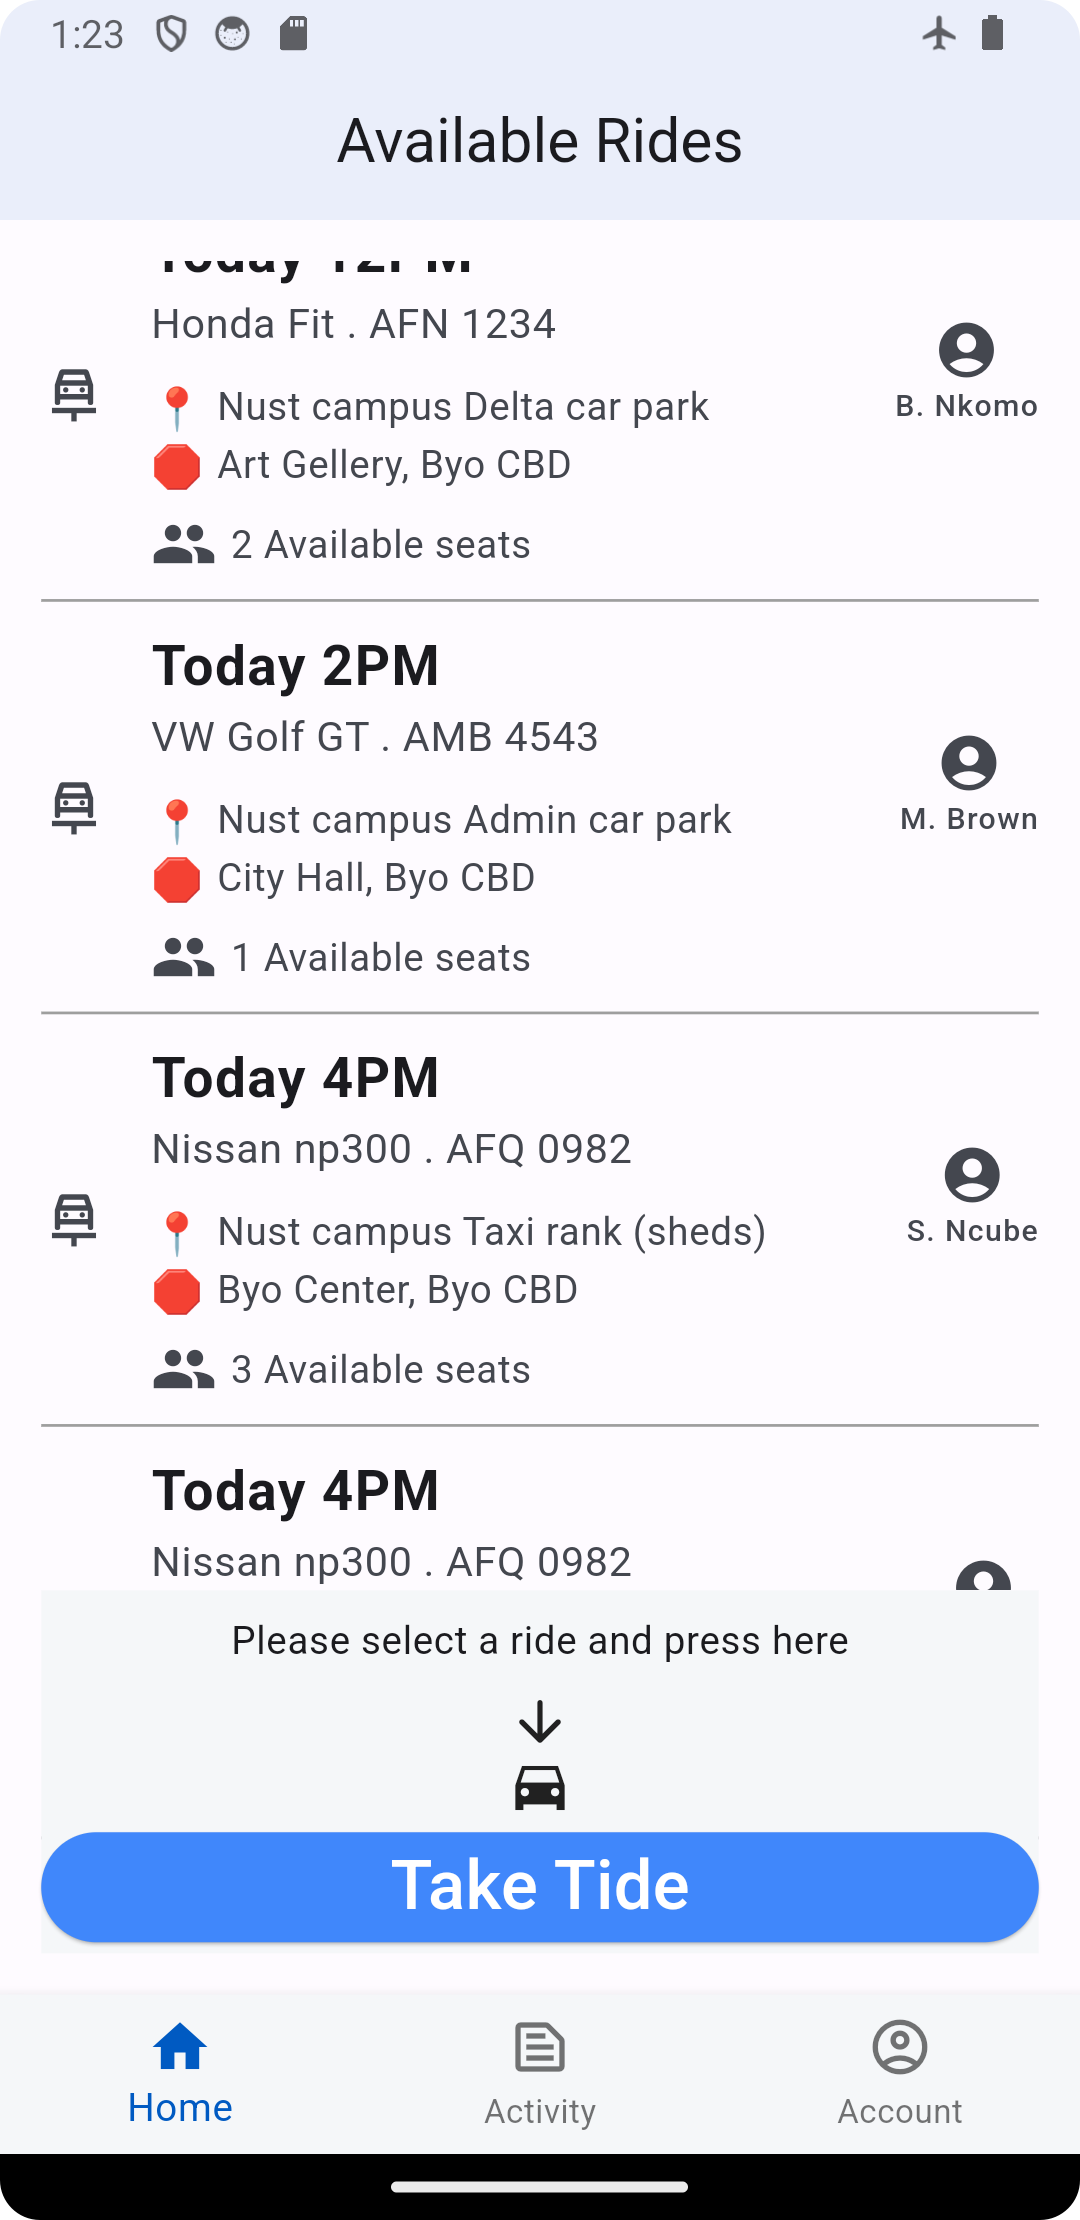 1:23
Available Rides
Today 12PM
Honda Fit . AFN 1234
Nust campus Delta car park
B. Nkomo
Art Gellery, Byo CBD
2 Available seats
Today 2PM
VW Golf GT . AMB 4543
Nust campus Admin car park
M. Brown
City Hall, Byo CBD
1 Available seats
Today 4PM
Nissan np300 . AFQ 0982
Nust campus Taxi rank (sheds)
S. Ncube
Byo Center, Byo CBD
3 Available seats
Today 4PM
Nissan np300 . AFQ 0982
Please select a ride and press here
Take Tide
Home
Activity
Account